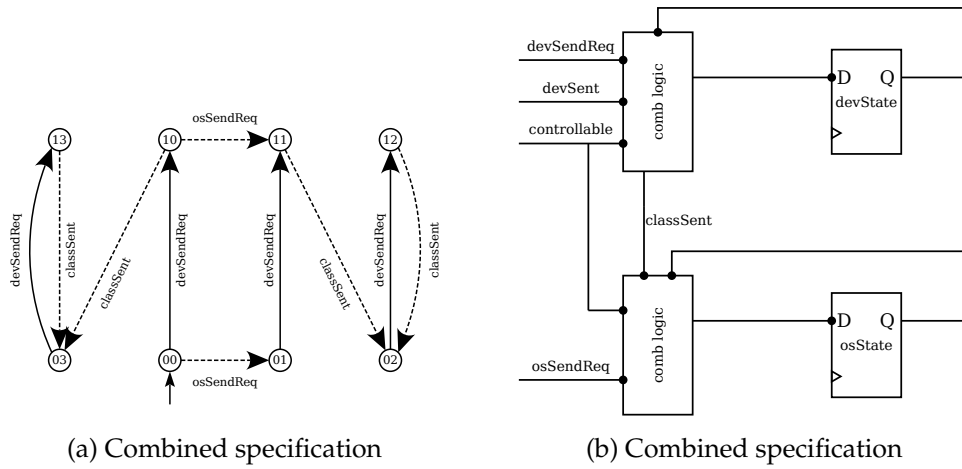 13
10
osSendReq
11
12
devSendReq
classSent
classSent
devSendReq
devSendReq
classSent
devSendReq
classSent
03
00
osSendReq
01
02
(a) Combined specification
devSendReq
devSent
controllable
comb logic
D Q
devState
classSent
osSendReq
comb logic
D Q
osState
(b) Combined specification